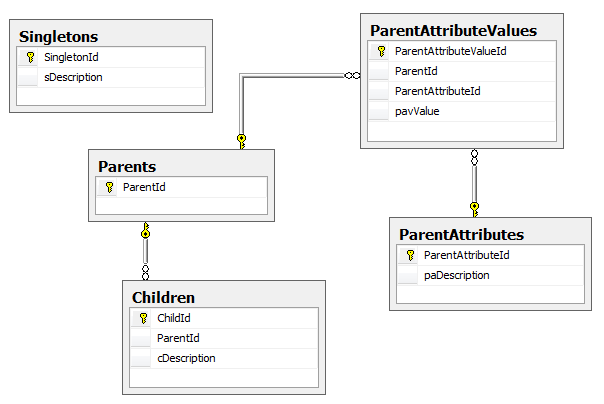 Singletons
SingletonId
sDescription
ParentAttributeValues
ParentAttributeValueId
ParentId
ParentAttributeId
pavValue
Parents
ParentId
ParentAttributes
ParentAttributeId
paDescription
Children
ChildId
ParentId
cDescription